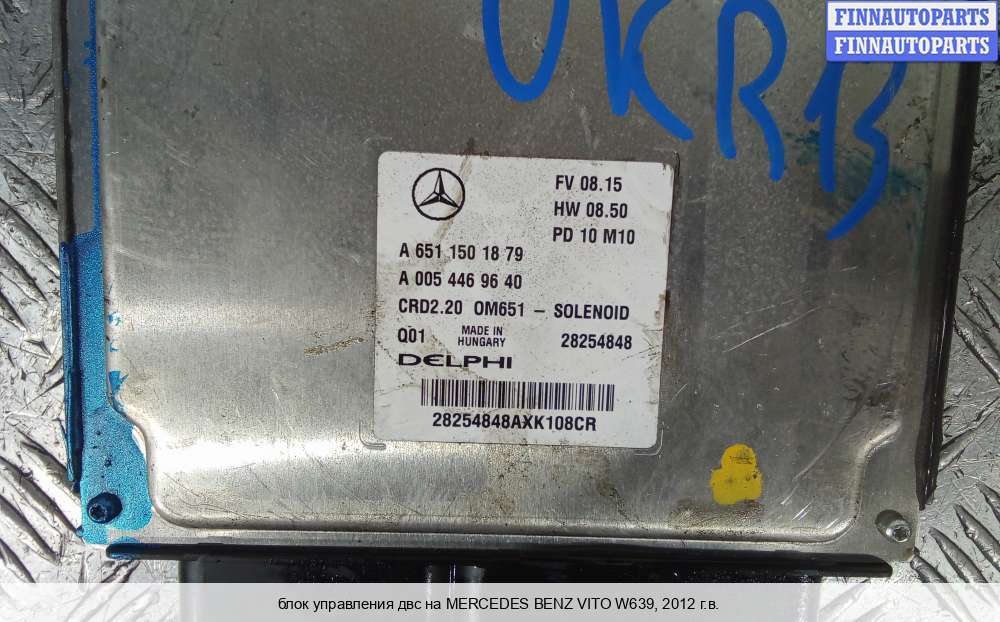 FINNAUTOPARTS
FINNAUTOPARTS
UKR13
FV 08.15
HW 08.50
PD 10 M10
A 651 150 18 79
A 005 446 96 40
CRD2.20 OM651 – SOLENOID
Q01 MADE IN HUNGARY 28254848
DELPHI
28254848AXK108CR
блок управления двс на MERCEDES BENZ VITO W639, 2012 г.в.